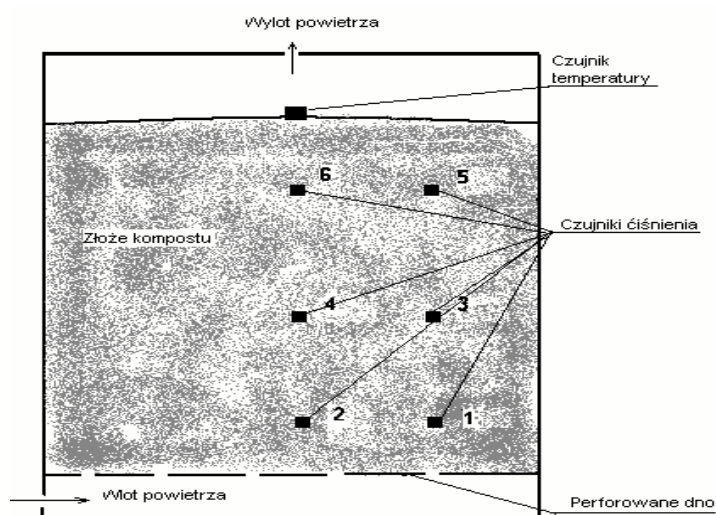 Wylot powietrza
Czujnik
temperatury
6
5
Czujniki ćiśnienia
Złoże kompostu
4
3
2
1
Wlot powietrza
Perforowane dno